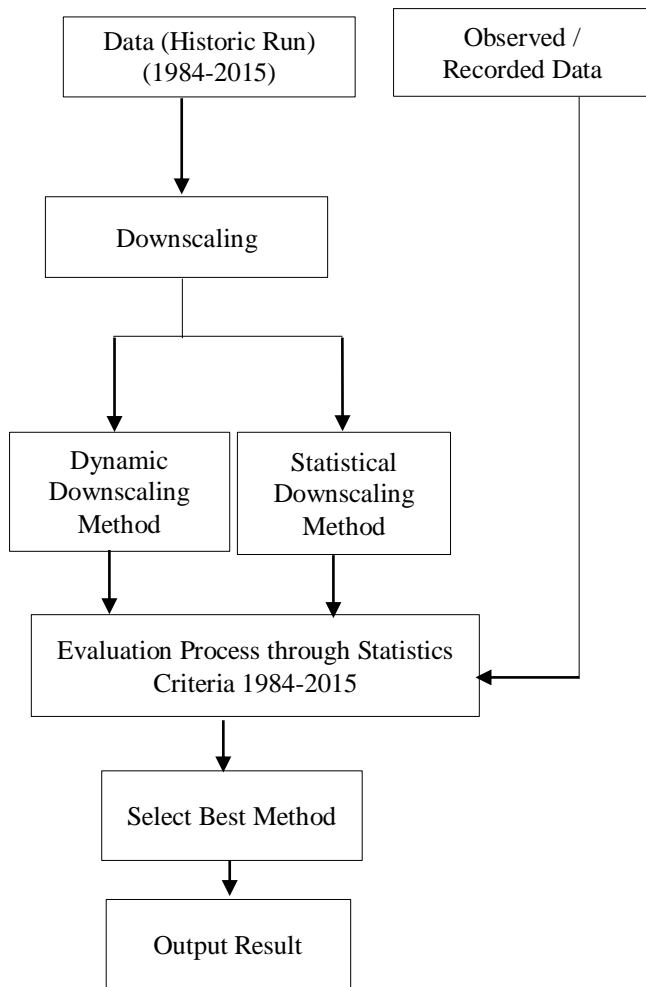 Data (Historic Run)
(1984-2015)
Observed /
Recorded Data
Downscaling
Dynamic
Downscaling
Method
Statistical
Downscaling
Method
Evaluation Process through Statistics
Criteria 1984-2015
Select Best Method
Output Result